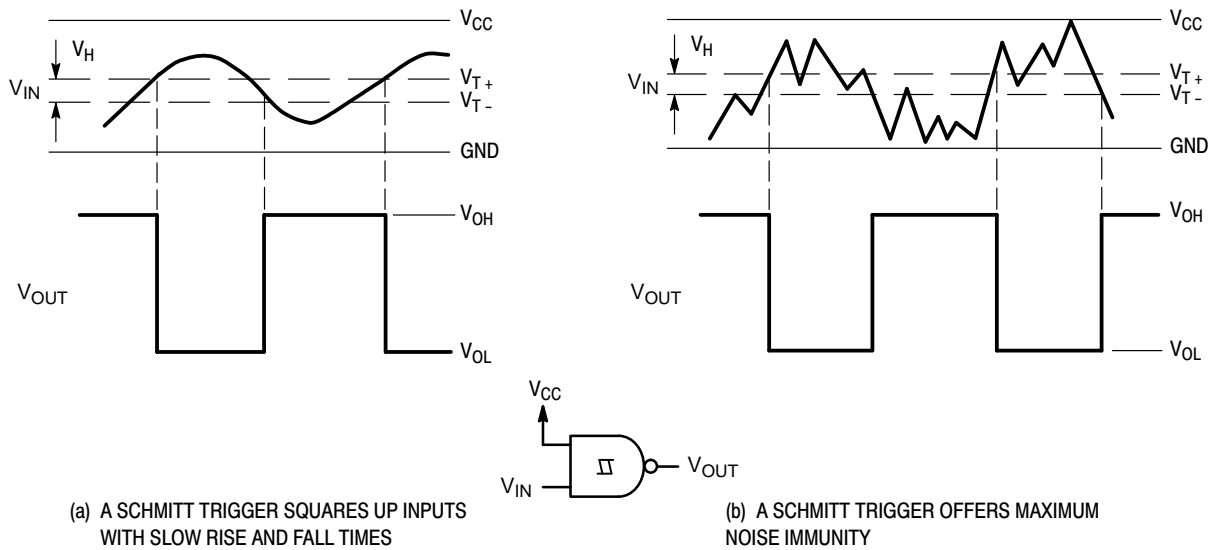 VCC
VH
VIN
VT+
VT-
GND
VOH
VOUT
VOL
VCC
VH
VIN
VT+
VT-
GND
VOH
VOUT
VOL
VCC
VIN
VOUT
(a) A SCHMITT TRIGGER SQUARES UP INPUTS
WITH SLOW RISE AND FALL TIMES
(b) A SCHMITT TRIGGER OFFERS MAXIMUM
NOISE IMMUNITY